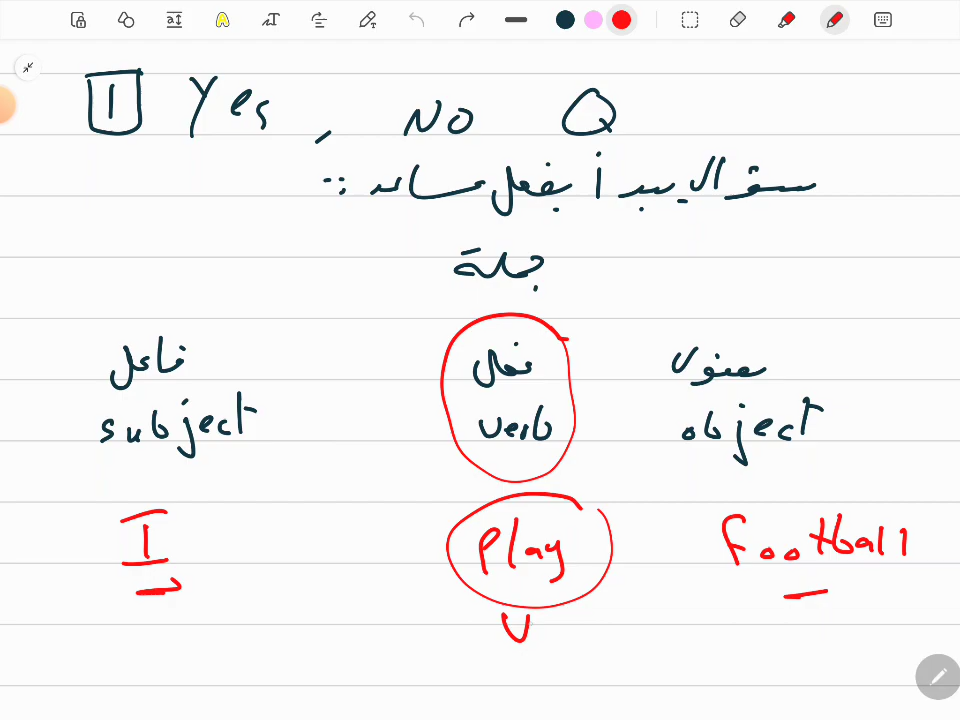 1 Yes, No Q
سؤال يبدأ بفعل مساعد ::
جملة
فاعل فعل مفعول
subject verb object
I play football
V